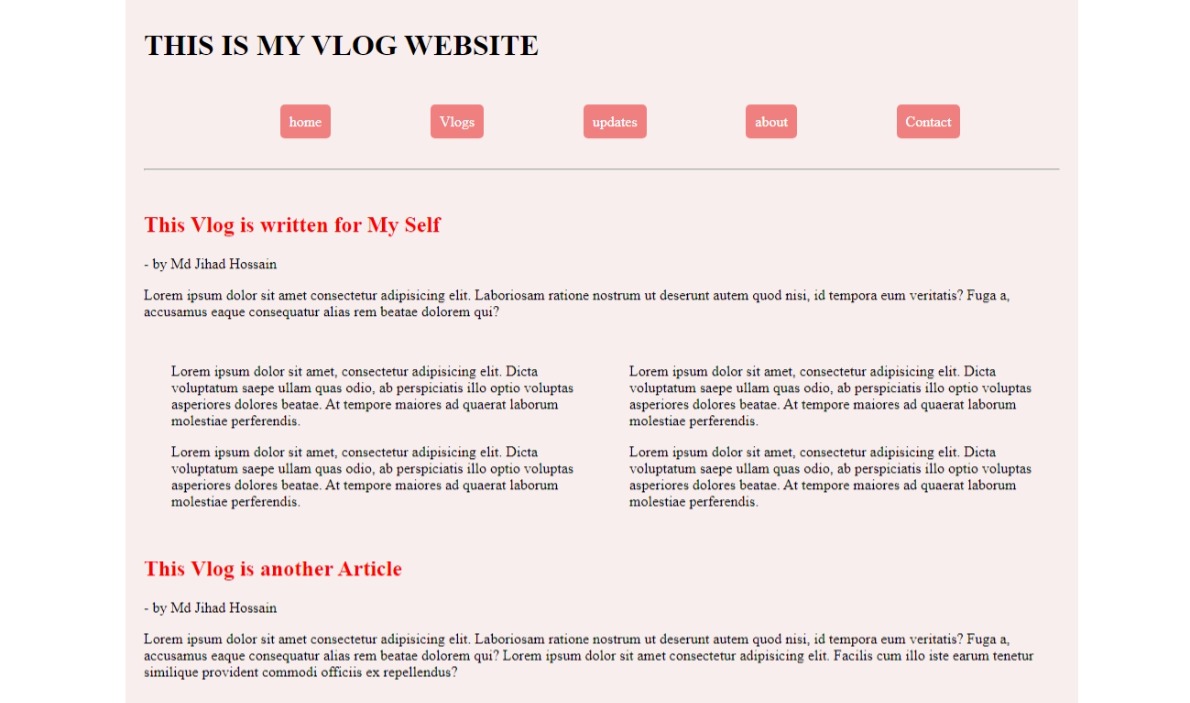 THIS IS MY VLOG WEBSITE
home Vlogs updates about Contact
This Vlog is written for My Self
- by Md Jihad Hossain
Lorem ipsum dolor sit amet consectetur adipisicing elit. Laboriosam ratione nostrum ut deserunt autem quod nisi, id tempora eum veritatis? Fuga a,
accusamus eaque consequatur alias rem beatae dolorem qui?
Lorem ipsum dolor sit amet, consectetur adipisicing elit. Dicta
voluptatum saepe ullam quas odio, ab perspiciatis illo optio voluptas
asperiores dolores beatae. At tempore maiores ad quaerat laborum
molestiae perferendis.
Lorem ipsum dolor sit amet, consectetur adipisicing elit. Dicta
voluptatum saepe ullam quas odio, ab perspiciatis illo optio voluptas
asperiores dolores beatae. At tempore maiores ad quaerat laborum
molestiae perferendis.
Lorem ipsum dolor sit amet, consectetur adipisicing elit. Dicta
voluptatum saepe ullam quas odio, ab perspiciatis illo optio voluptas
asperiores dolores beatae. At tempore maiores ad quaerat laborum
molestiae perferendis.
Lorem ipsum dolor sit amet, consectetur adipisicing elit. Dicta
voluptatum saepe ullam quas odio, ab perspiciatis illo optio voluptas
asperiores dolores beatae. At tempore maiores ad quaerat laborum
molestiae perferendis.
This Vlog is another Article
- by Md Jihad Hossain
Lorem ipsum dolor sit amet consectetur adipisicing elit. Laboriosam ratione nostrum ut deserunt autem quod nisi, id tempora eum veritatis? Fuga a,
accusamus eaque consequatur alias rem beatae dolorem qui? Lorem ipsum dolor sit amet consectetur adipisicing elit. Facilis cum illo iste earum tenetur
similique provident commodi officiis ex repellendus?